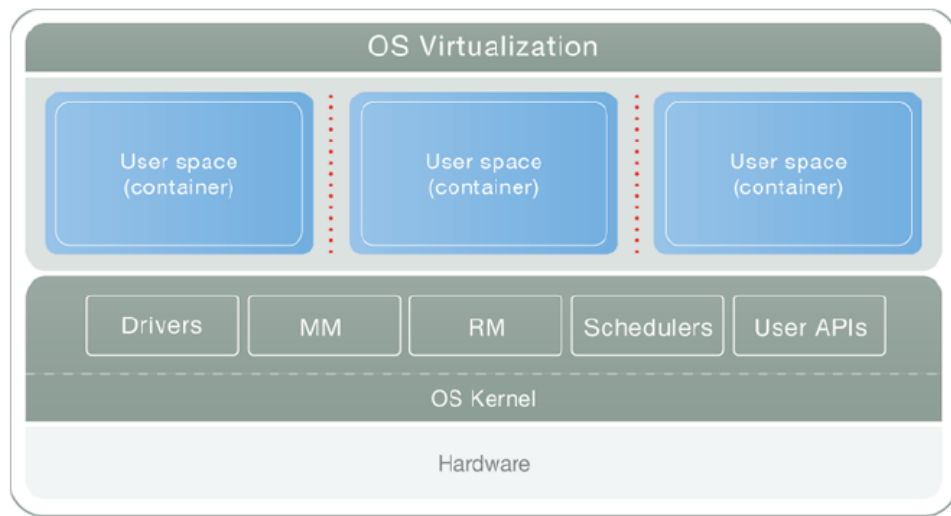 OS Virtualization
User space
(container)
User space
(container)
User space
(container)
Drivers
MM
RM
Schedulers
User APIs
OS Kernel
Hardware